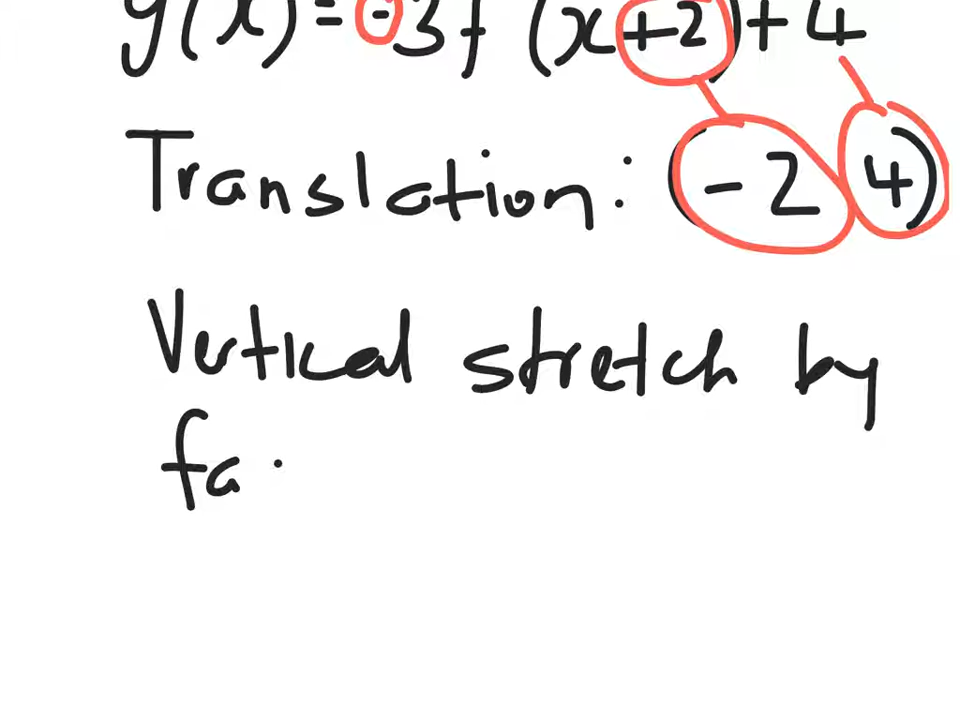 y(x) = -3f (x+2) + 4
Translation: (-2 4)
Vertical stretch by
fa